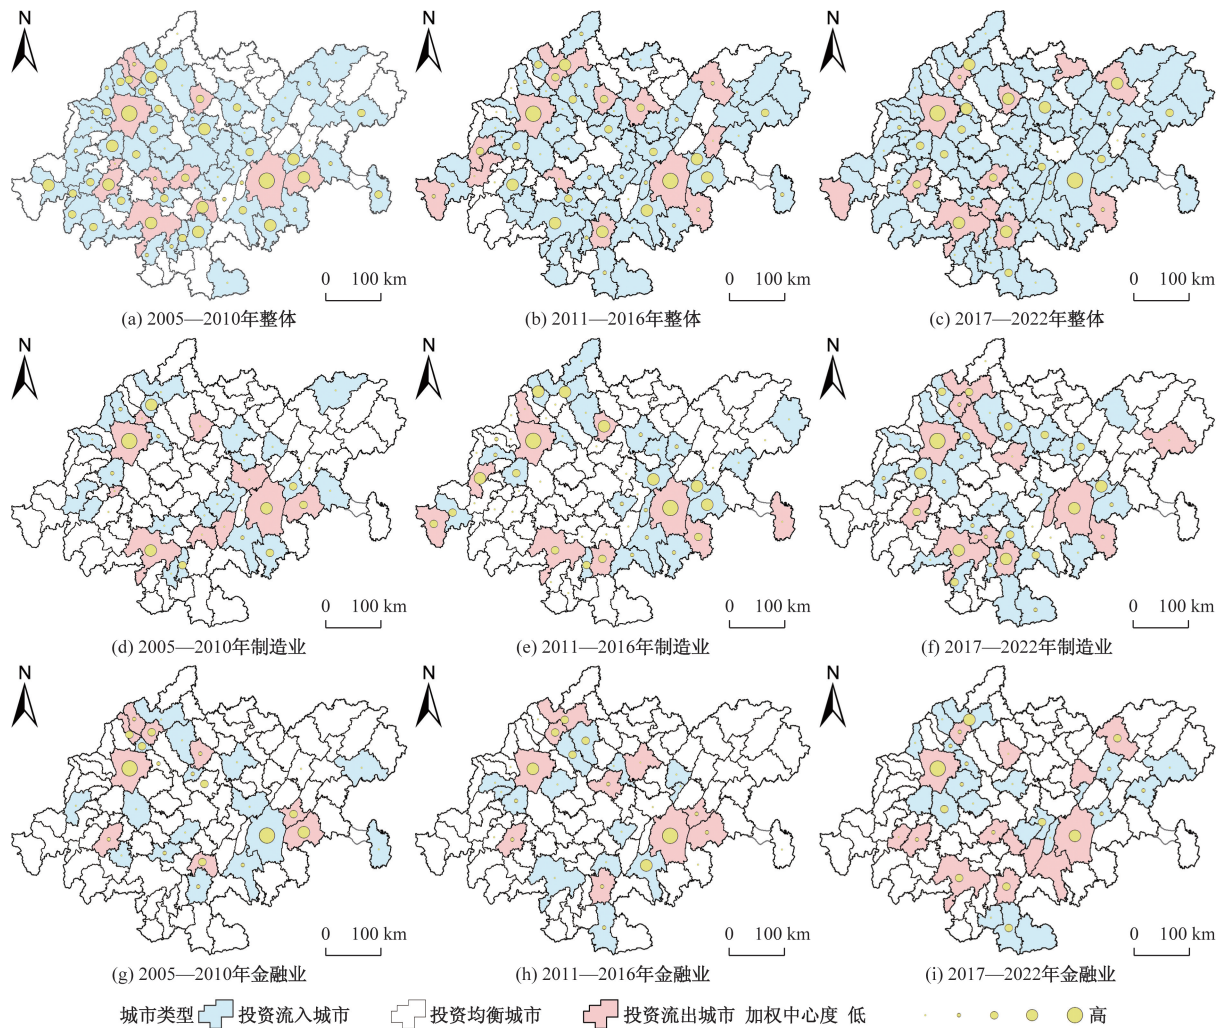 N N N
0 100 km 0 100 km 0 100 km
(a) 2005—2010年整体 (b) 2011—2016年整体 (c) 2017—2022年整体
N N N
0 100 km 0 100 km 0 100 km
(d) 2005—2010年制造业 (e) 2011—2016年制造业 (f) 2017—2022年制造业
N N N
0 100 km 0 100 km 0 100 km
(g) 2005—2010年金融业 (h) 2011—2016年金融业 (i) 2017—2022年金融业
城市类型 投资流入城市 投资均衡城市 投资流出城市 加权中心度 低 高